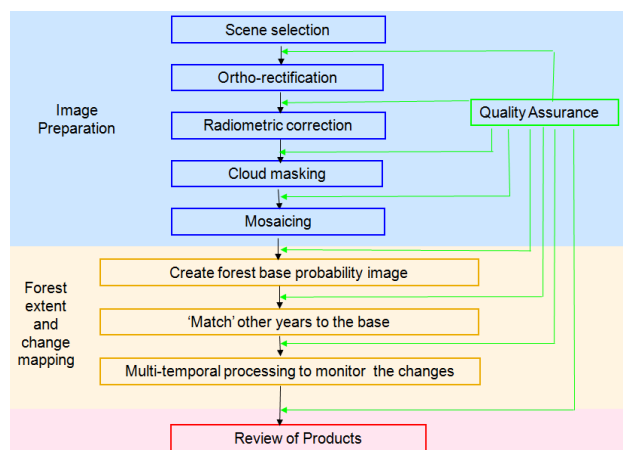 Scene selection
Ortho-rectification
Quality Assurance
Image
Preparation
Radiometric correction
Cloud masking
Mosaicing
Create forest base probability image
Forest
extent
and
change
mapping
‘Match’ other years to the base
Multi-temporal processing to monitor the changes
Review of Products